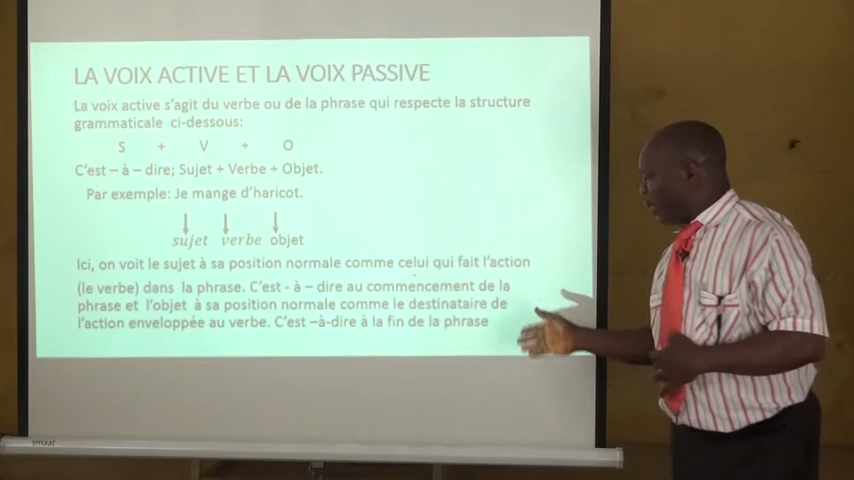 LA VOIX ACTIVE ET LA VOIX PASSIVE
La voix active s'agit du verbe ou de la phrase qui respecte la structure
grammaticale ci-dessous:
S + V + O
C'est – à – dire; Sujet + Verbe + Objet.
Par exemple: Je mange d'haricot.
sujet verbe objet
Ici, on voit le sujet à sa position normale comme celui qui fait l'action
(le verbe) dans la phrase. C'est - à – dire au commencement de la
phrase et l'objet à sa position normale comme le destinataire de
l'action enveloppée au verbe. C'est –à-dire à la fin de la phrase
smaat